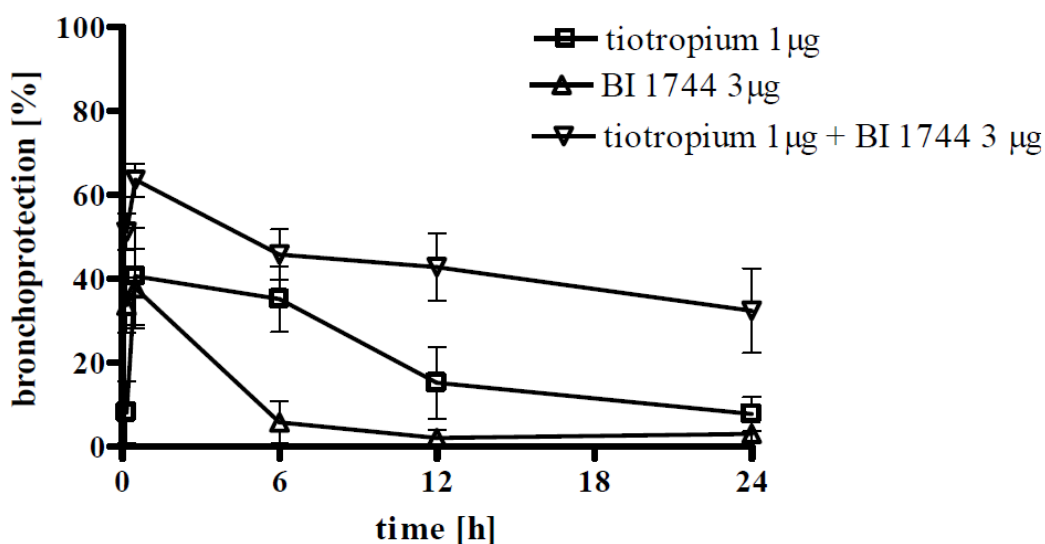 bronchoprotection [%]
100
80
60
40
20
0
0 6 12 18 24
time [h]
tiotropium 1μg
BI 1744 3μg
tiotropium 1μg + BI 1744 3 μg